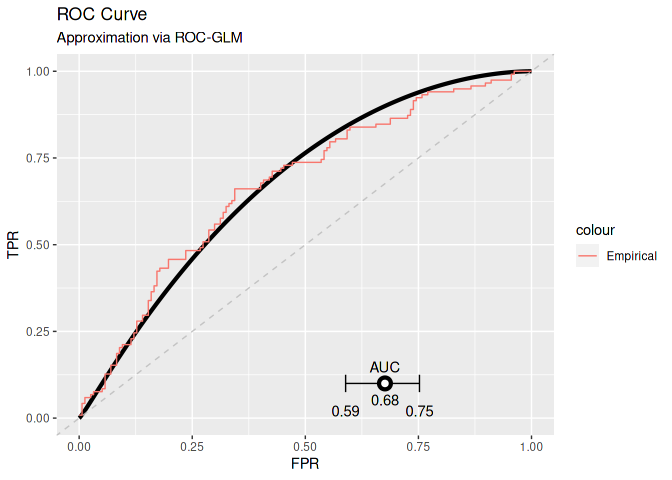 ROC Curve
Approximation via ROC-GLM
1.00
0.75
0.50
0.25
0.00
TPR
AUC
0.68
0.59 0.75
0.00 0.25 0.50 0.75 1.00
FPR
colour
Empirical